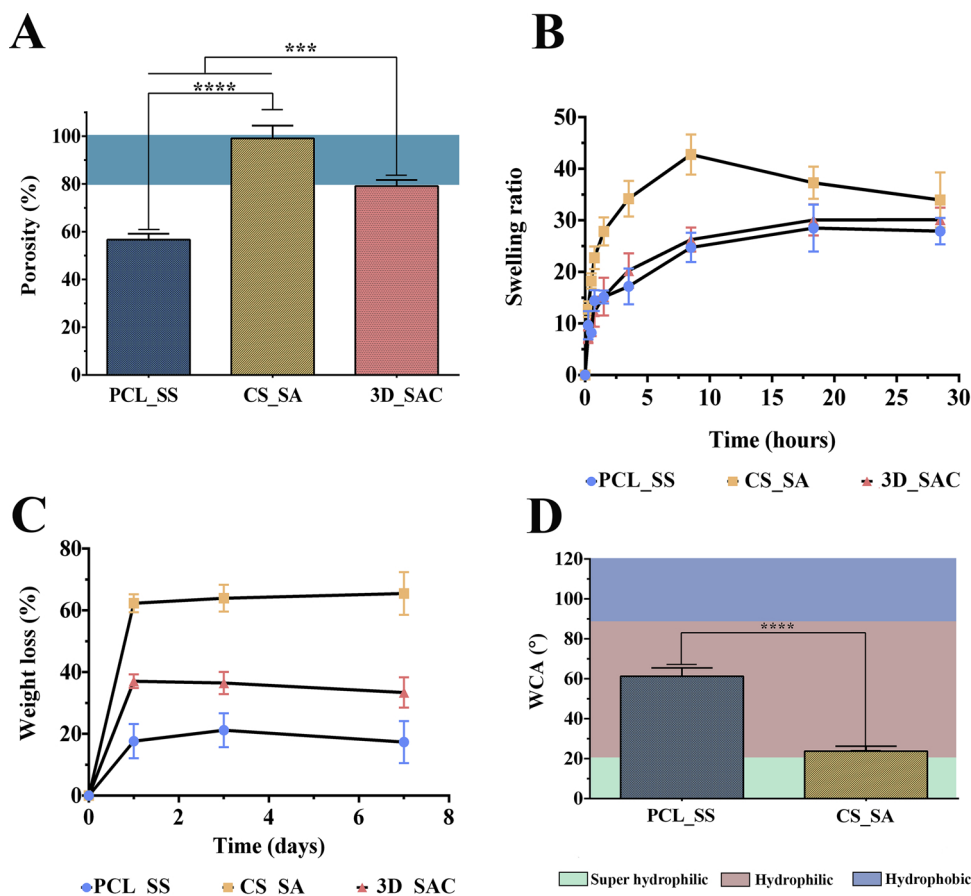 A
***
****
Porosity (%)
100
80
60
40
20
0
PCL_SS CS_SA 3D_SAC
B
Swelling ratio
50
40
30
20
10
0
0 5 10 15 20 25 30
Time (hours)
PCL_SS CS_SA 3D_SAC
C
Weight loss (%)
80
60
40
20
0
0 2 4 6 8
Time (days)
PCL_SS CS_SA 3D_SAC
D
WCA (°)
120
100
80
60
40
20
0
****
PCL_SS CS_SA
Super hydrophilic Hydrophilic Hydrophobic